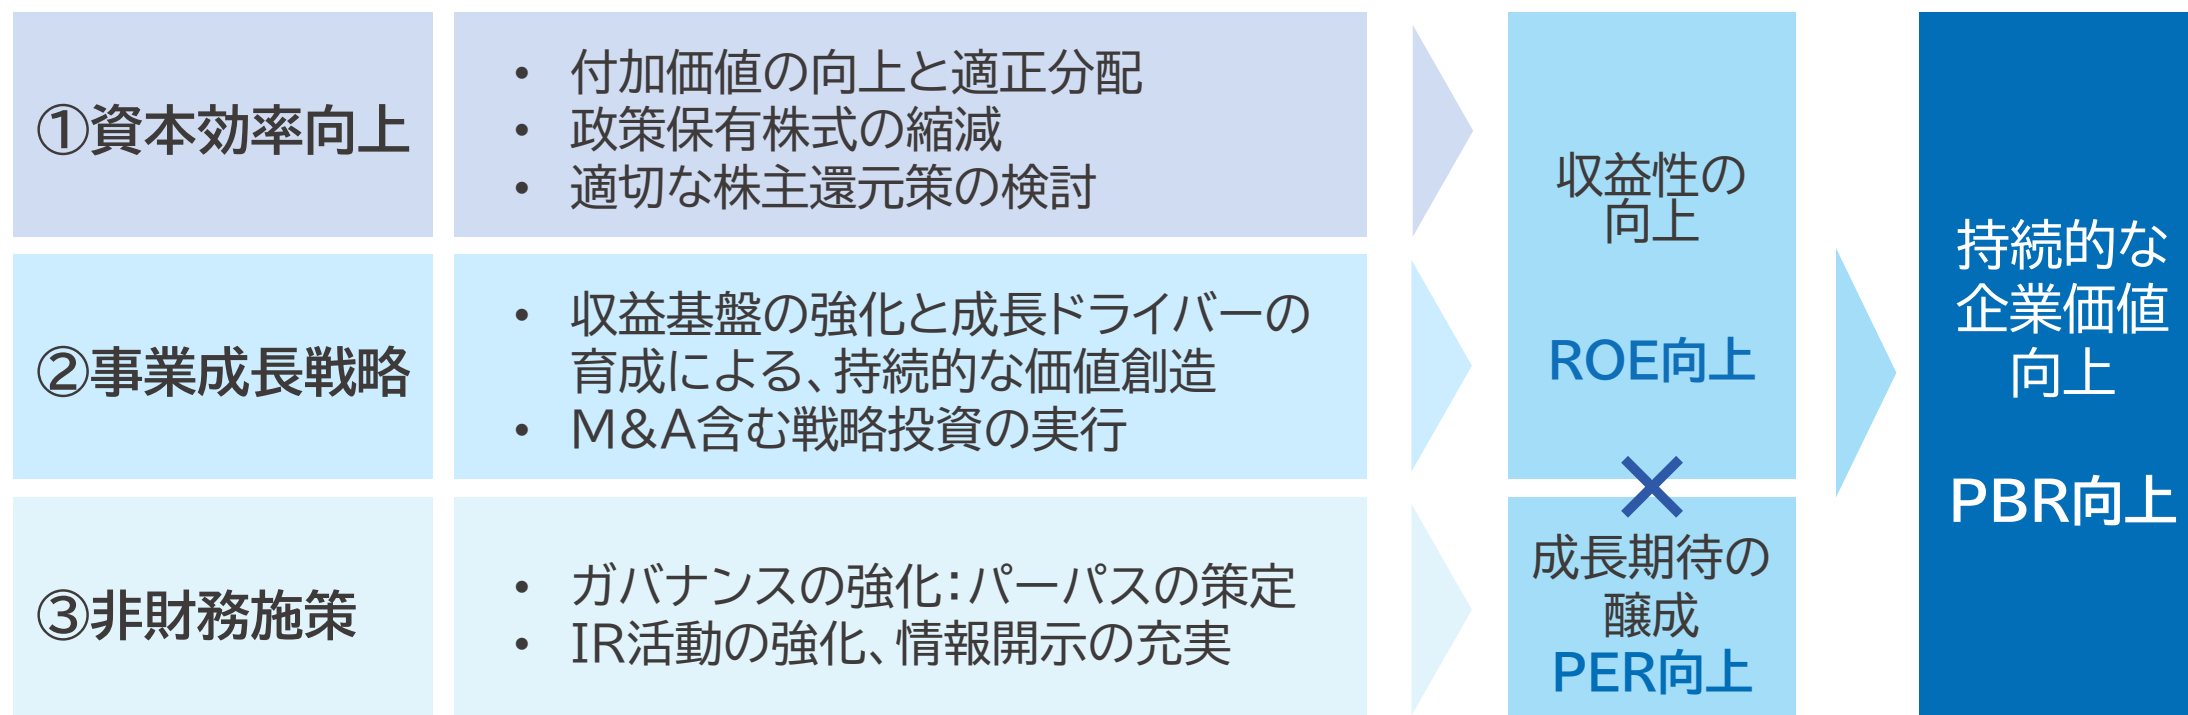 ①資本効率向上
• 付加価値の向上と適正分配
• 政策保有株式の縮減
• 適切な株主還元策の検討
②事業成長戦略
• 収益基盤の強化と成長ドライバーの
育成による、持続的な価値創造
• M&A含む戦略投資の実行
③非財務施策
• ガバナンスの強化：パーパスの策定
• IR活動の強化、情報開示の充実
収益性の
向上
ROE向上
×
成長期待の
醸成
PER向上
持続的な
企業価値
向上
PBR向上